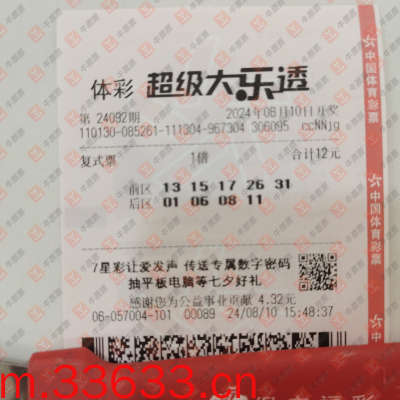 体彩 超级大乐透
第 24092期 2024年08月10日开奖
110130-085261-111304-967304 306095 ccNNjg
复式票 1倍 合计12元
前区 13 15 17 26 31
后区 01 06 08 11
7星彩让爱发声 传送专属数字密码
抽平板电脑等七夕好礼
感谢您为公益事业贡献 4.32元
06-057004-101 00089 24/08/10 15:48:37
中国体育彩票
中国体育彩票
m.33633.cn